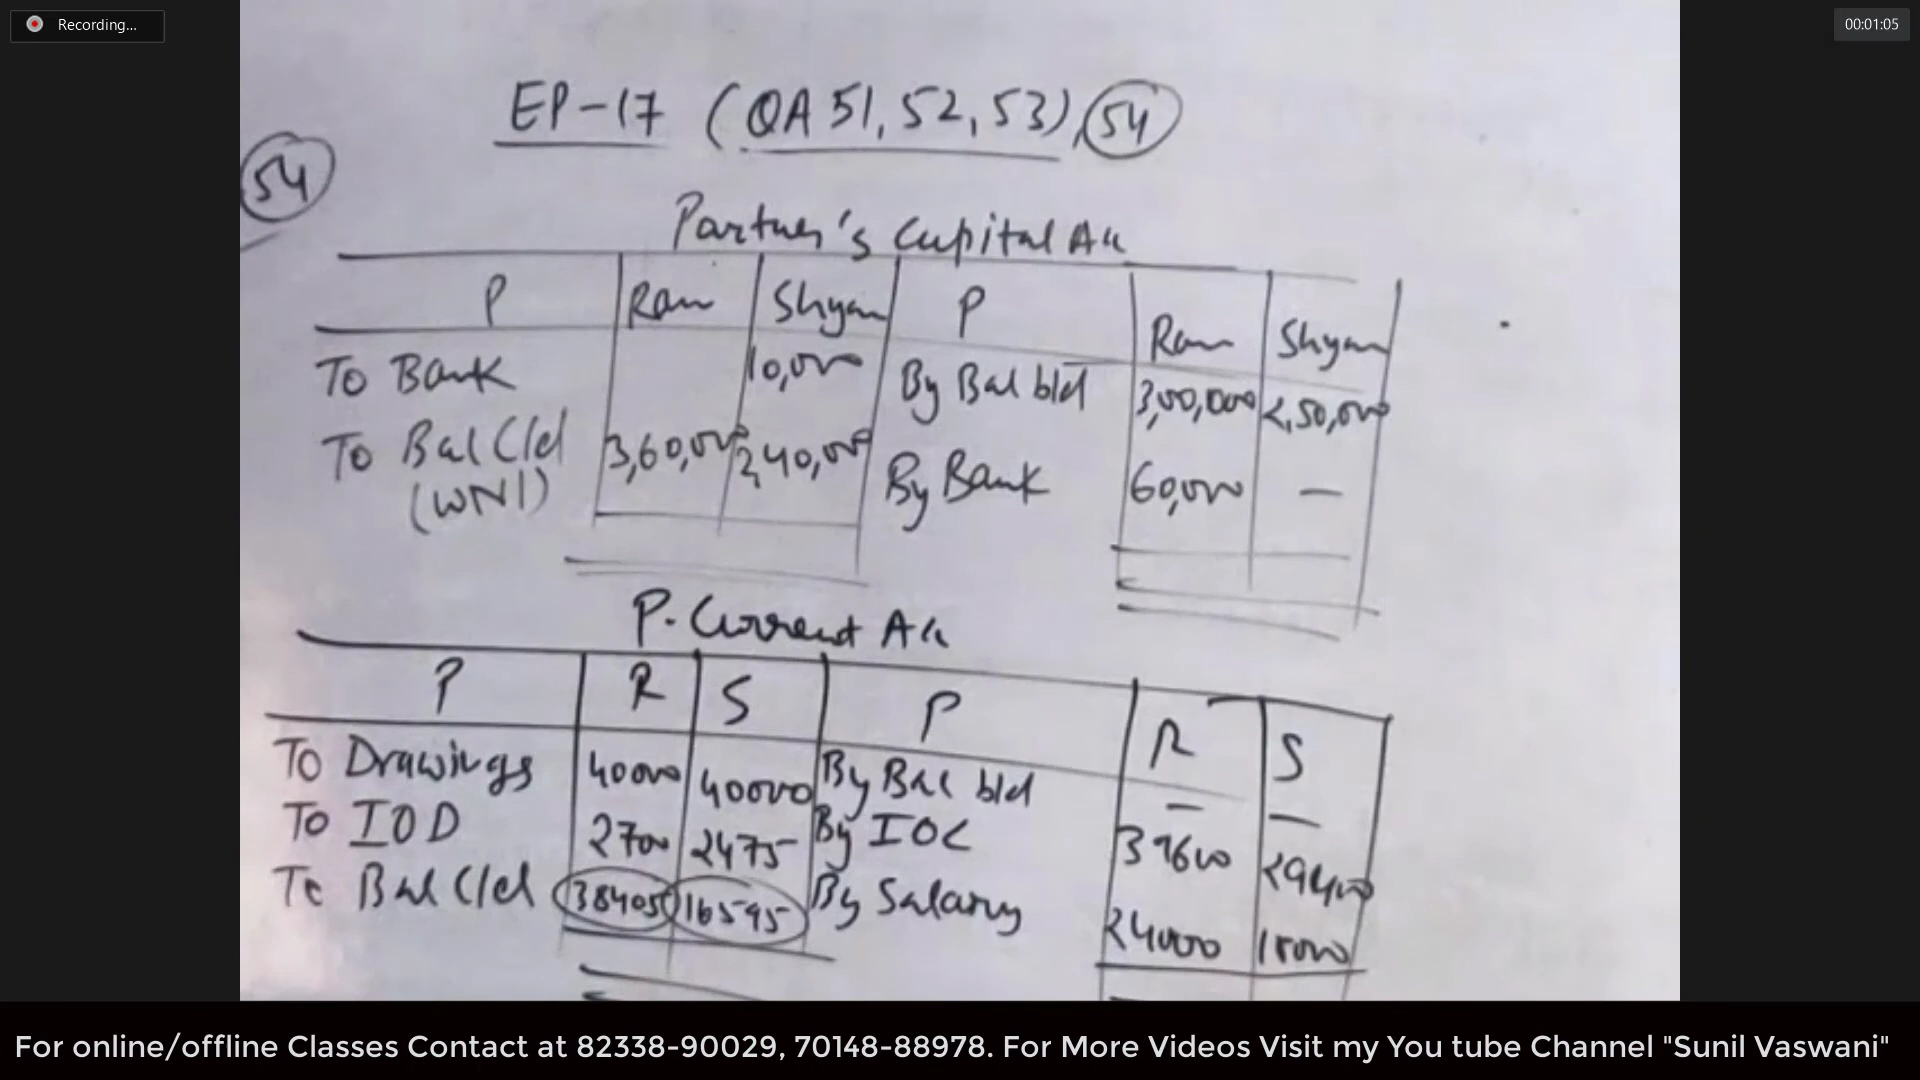 Recording...
00:01:05
EP-17 (QA 51, 52, 53), 54
54
Partner's Capital A/c
P Ram Shyam P Ram Shyam
To Bank 10,000 By Bal b/d 3,00,000 2,50,000
To Bal C/d 3,60,000 2,40,000 By Bank 60,000 —
(WN1)
P. Current A/c
P R S P R S
To Drawings 40000 40000 By Bal b/d — —
To IOD 2700 2475 By IOC 39600 29400
To Bal C/d 38405 16595 By Salary 24000 18000
For online/offline Classes Contact at 82338-90029, 70148-88978. For More Videos Visit my You tube Channel "Sunil Vaswani"